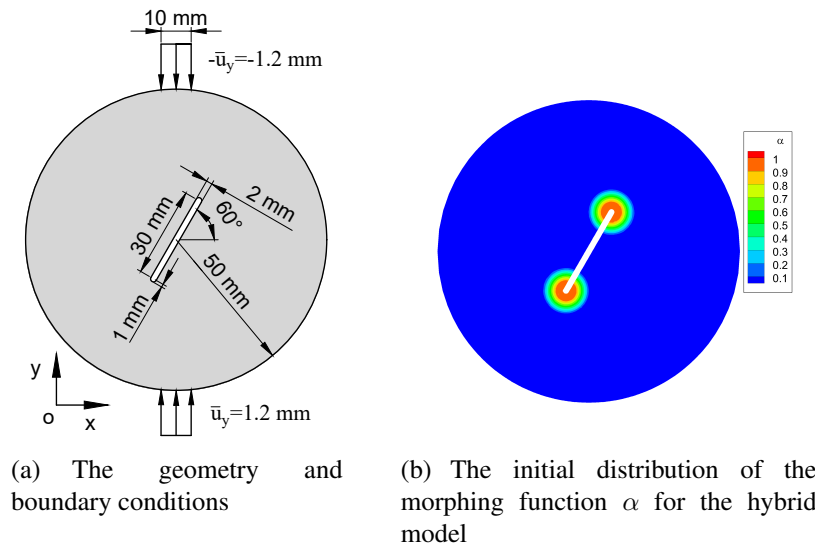 10 mm
-ūy=-1.2 mm
30 mm
2 mm
60°
50 mm
1 mm
y
o
x
ūy=1.2 mm
α
1
0.9
0.8
0.7
0.6
0.5
0.4
0.3
0.2
0.1
(a) The geometry and
boundary conditions
(b) The initial distribution of the
morphing function α for the hybrid
model